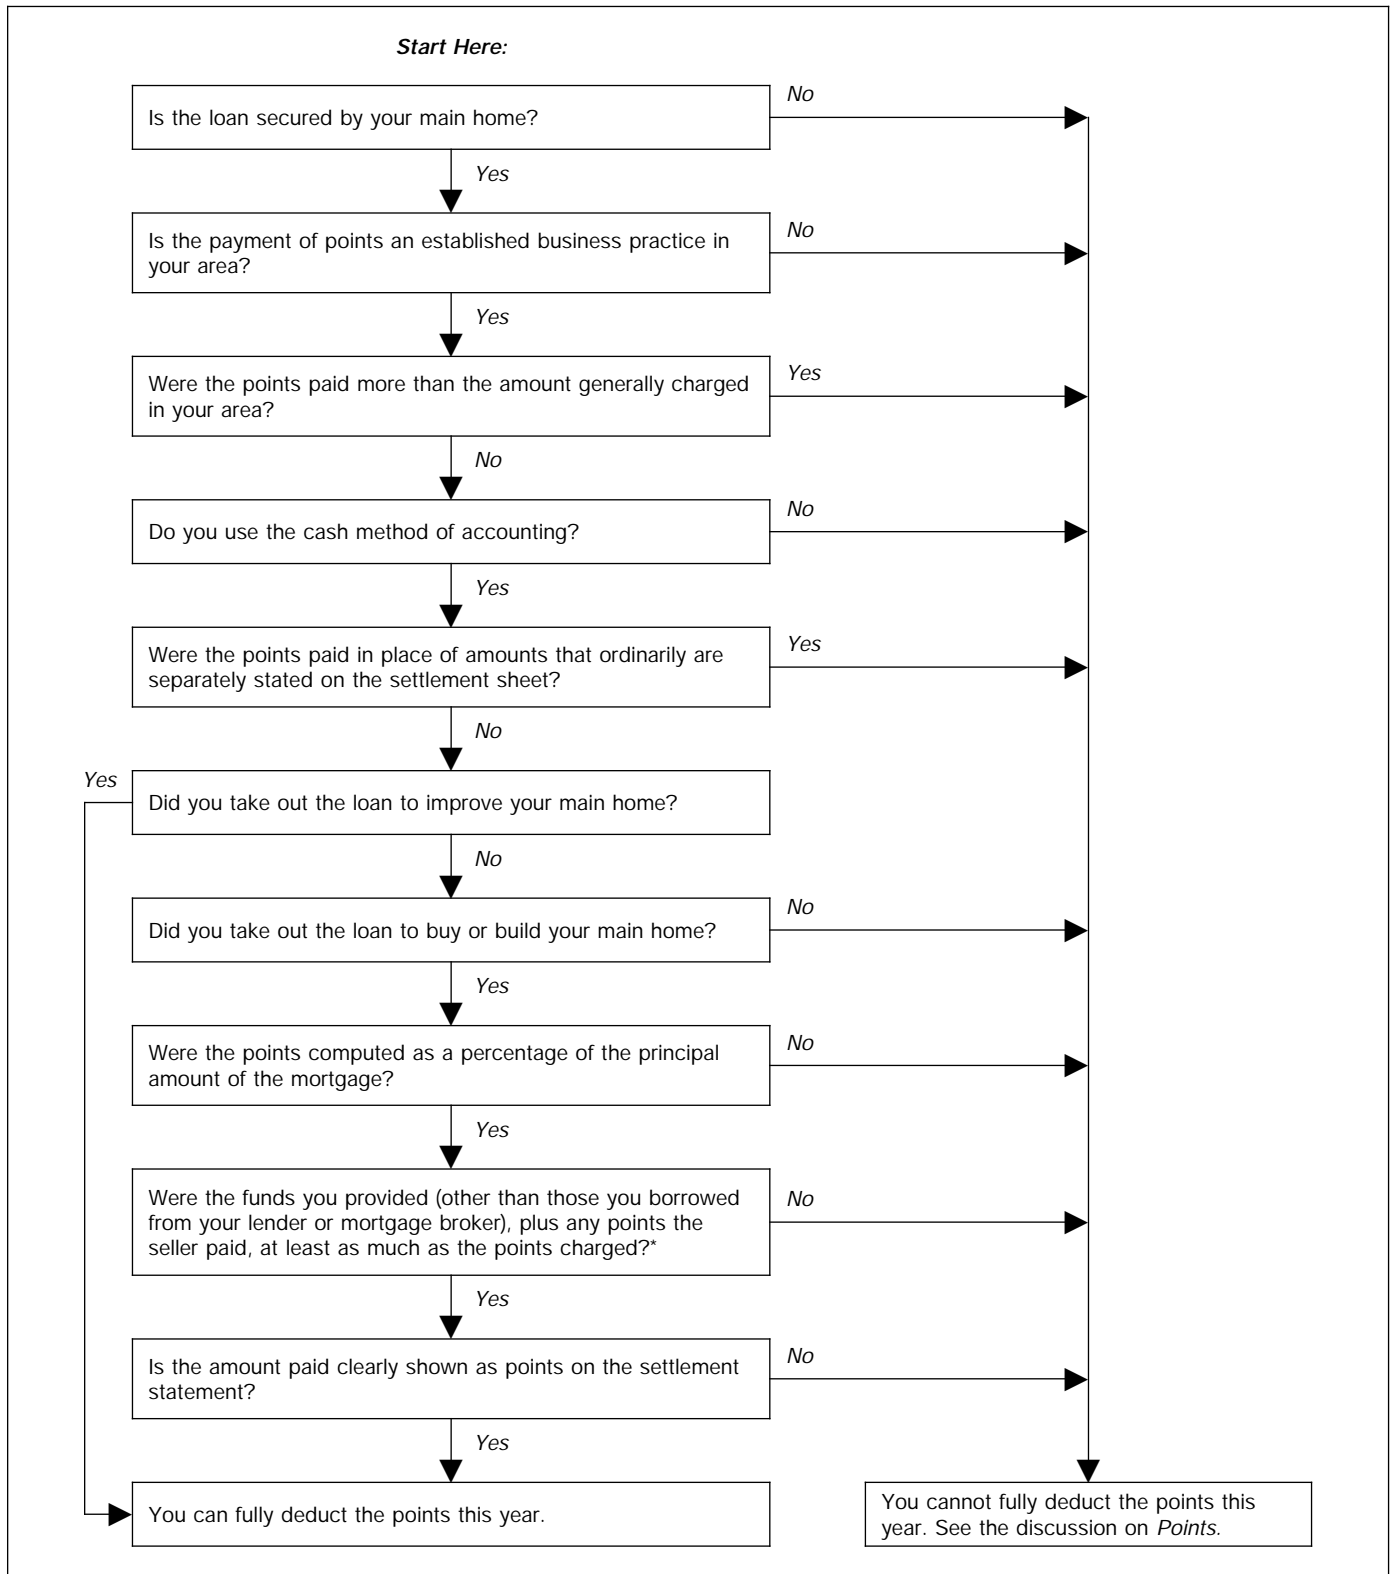 Start Here:
Is the loan secured by your main home?
No
Yes
Is the payment of points an established business practice in
your area?
No
Yes
Were the points paid more than the amount generally charged
in your area?
Yes
No
Do you use the cash method of accounting?
No
Yes
Were the points paid in place of amounts that ordinarily are
separately stated on the settlement sheet?
Yes
No
Yes
Did you take out the loan to improve your main home?
No
Did you take out the loan to buy or build your main home?
No
Yes
Were the points computed as a percentage of the principal
amount of the mortgage?
No
Yes
Were the funds you provided (other than those you borrowed
from your lender or mortgage broker), plus any points the
seller paid, at least as much as the points charged?*
No
Yes
Is the amount paid clearly shown as points on the settlement
statement?
No
Yes
You can fully deduct the points this year.
You cannot fully deduct the points this
year. See the discussion on Points.